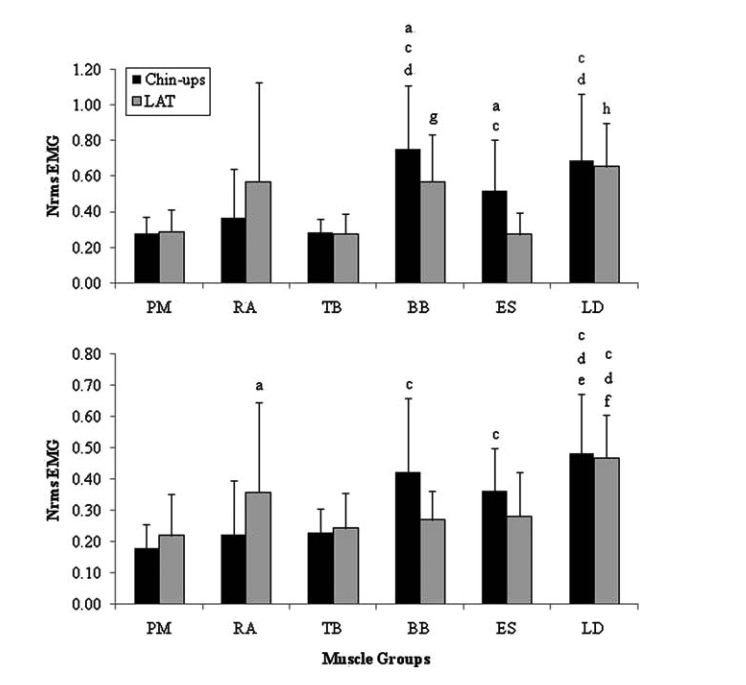 a
c
d
c
d
1.20
Chin-ups
LAT
g
a
c
h
1.00
0.80
0.60
0.40
0.20
0.00
Nrms EMG
PM RA TB BB ES LD
c
d
e
c
d
f
0.80
0.70
a
c
0.60
0.50
c
0.40
0.30
0.20
0.10
0.00
Nrms EMG
PM RA TB BB ES LD
Muscle Groups